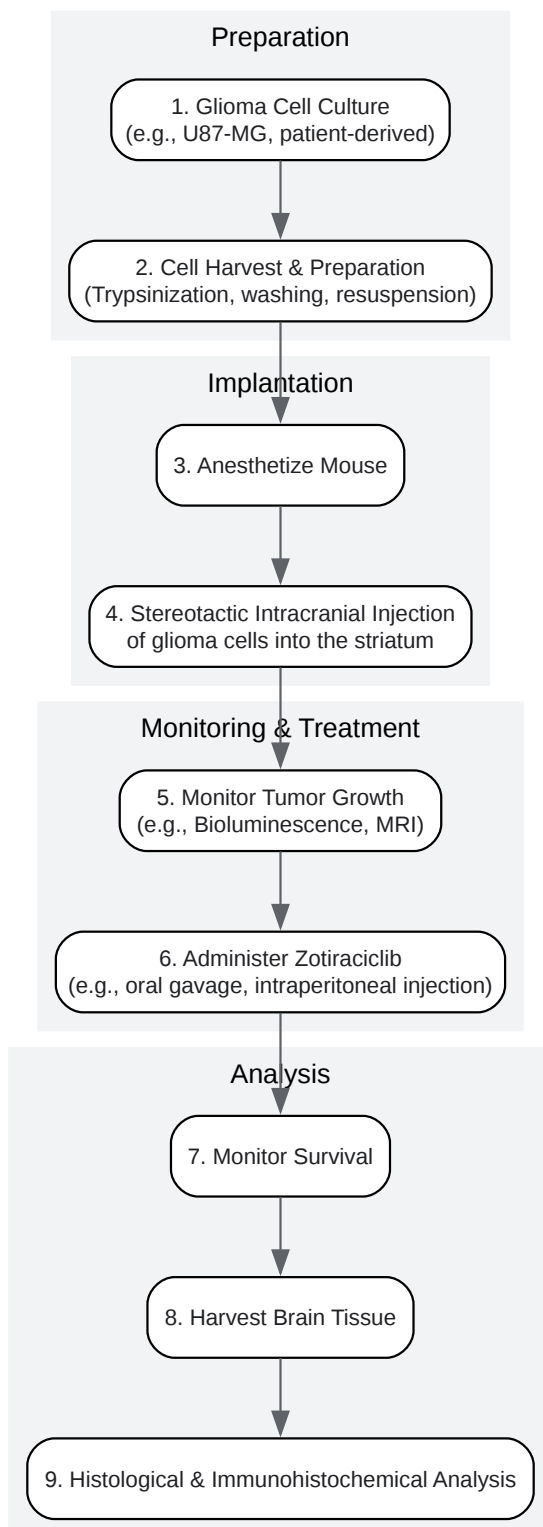 Preparation
1. Glioma Cell Culture
(e.g., U87-MG, patient-derived)
2. Cell Harvest & Preparation
(Trypsinization, washing, resuspension)
Implantation
3. Anesthetize Mouse
4. Stereotactic Intracranial Injection
of glioma cells into the striatum
Monitoring & Treatment
5. Monitor Tumor Growth
(e.g., Bioluminescence, MRI)
6. Administer Zotiraciclib
(e.g., oral gavage, intraperitoneal injection)
Analysis
7. Monitor Survival
8. Harvest Brain Tissue
9. Histological & Immunohistochemical Analysis